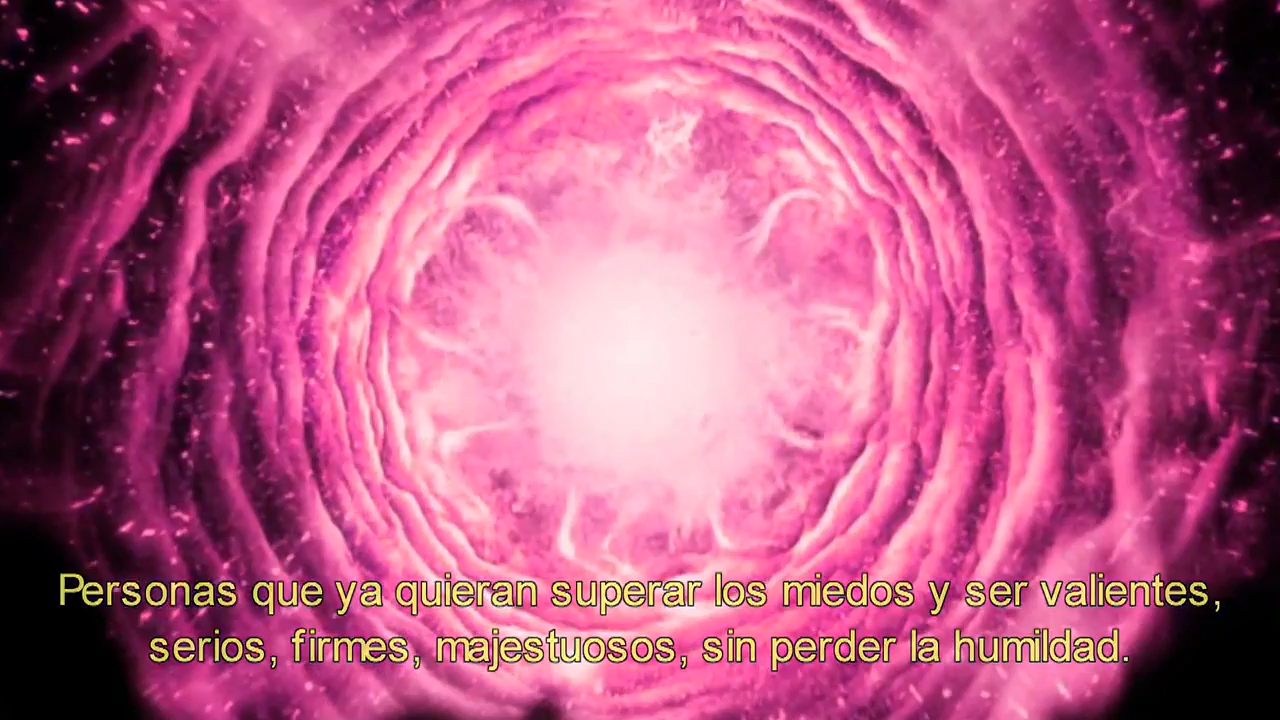 Personas que ya quieran superar los miedos y ser valientes,
serios, firmes, majestuosos, sin perder la humildad.